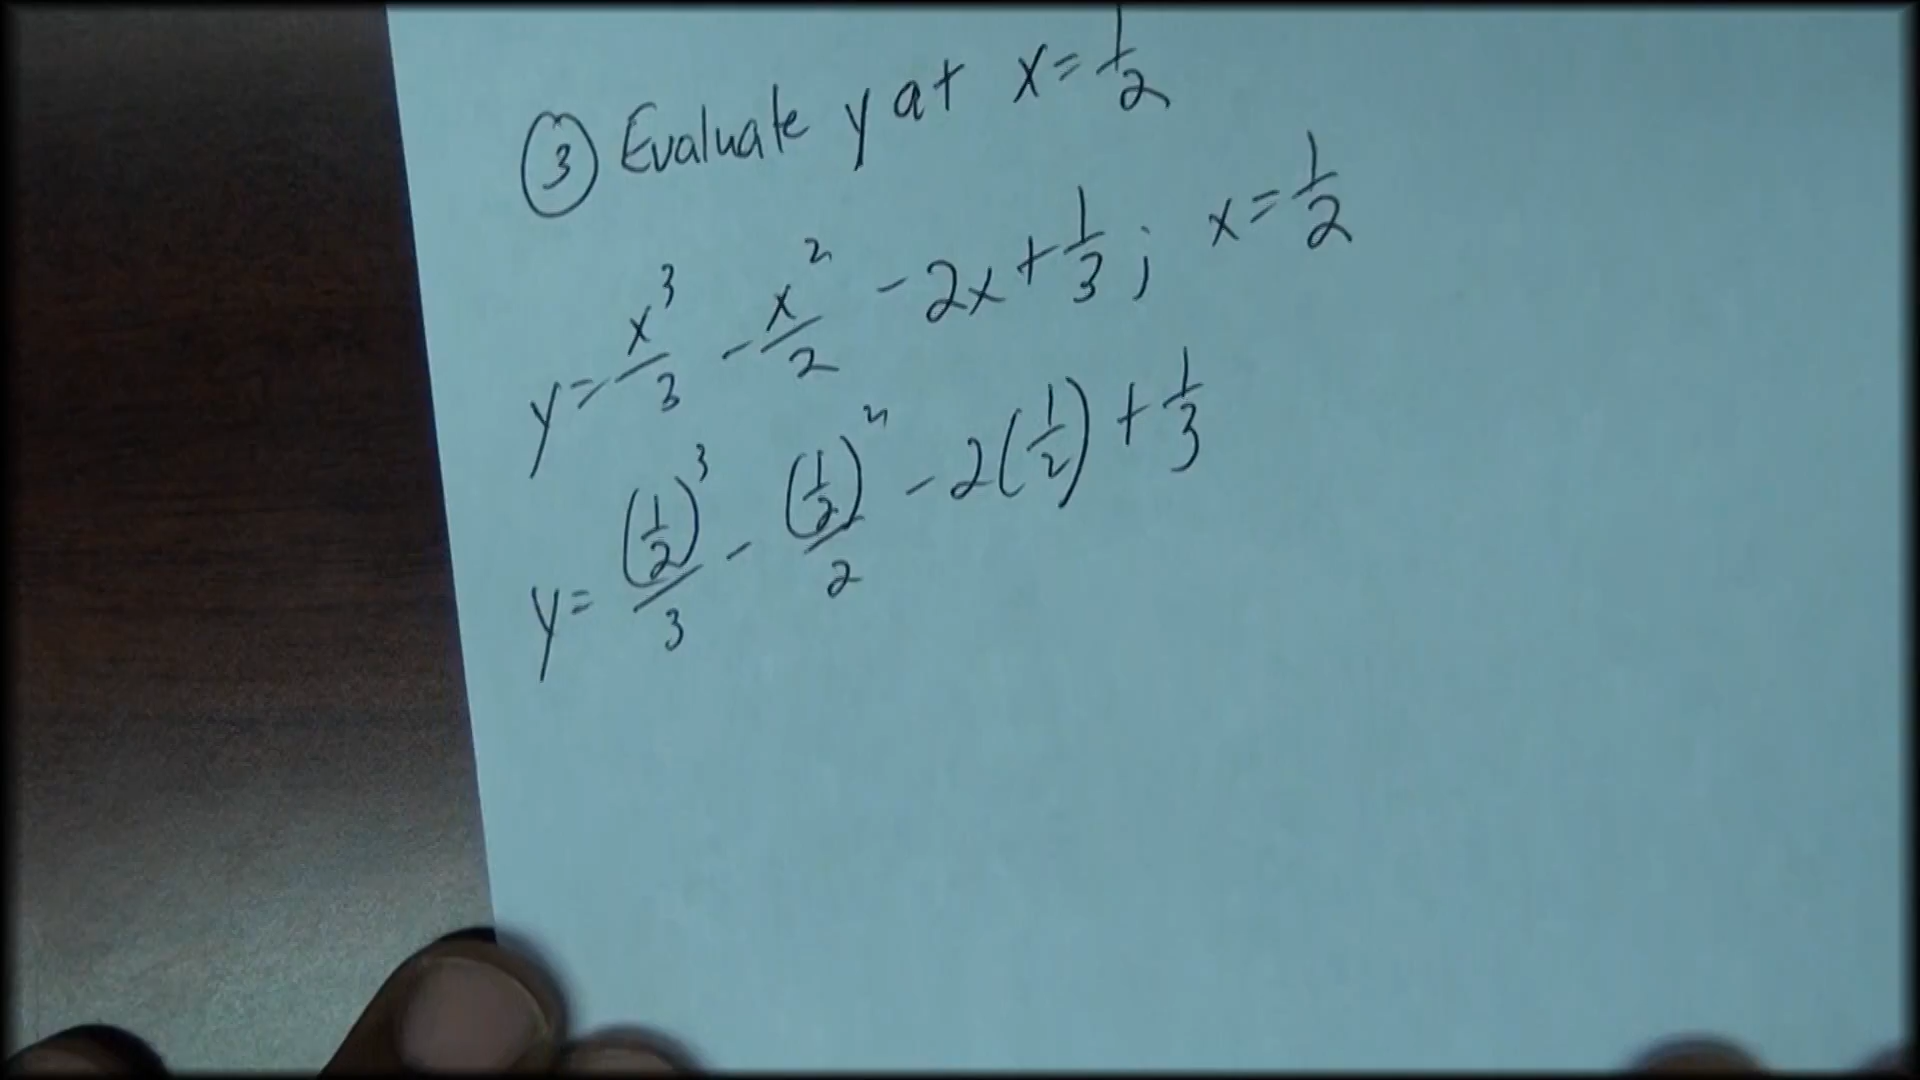 ③ Evaluate y at x = 1/2
y = x³/3 - x²/2 - 2x + 1/3 ; x = 1/2
y = (1/2)³/3 - (1/2)²/2 - 2(1/2) + 1/3